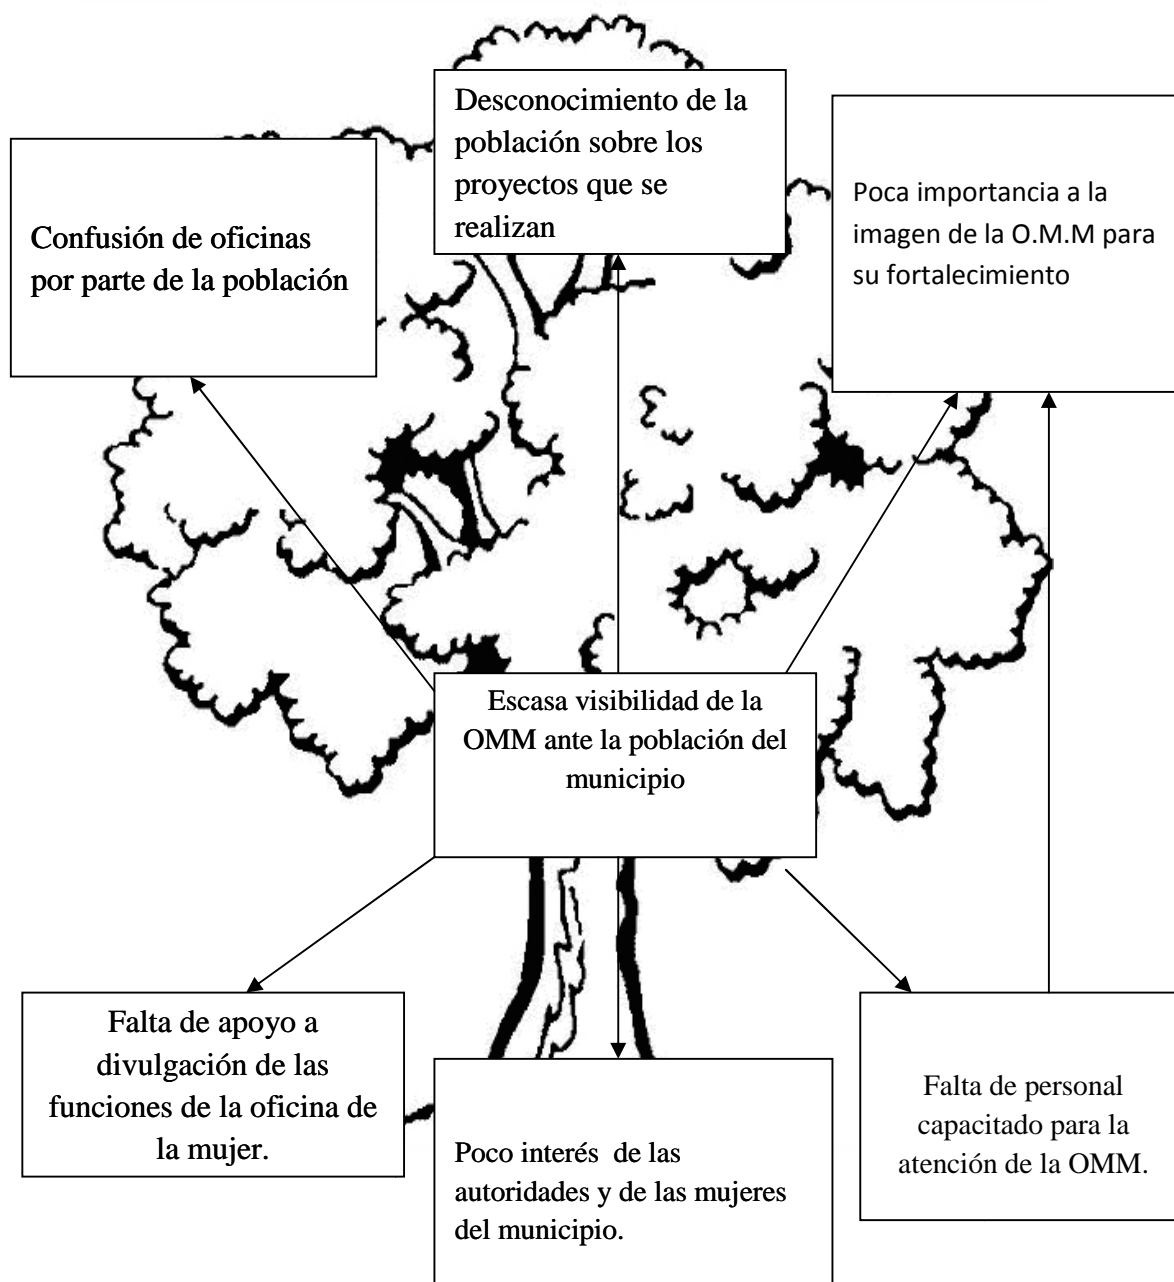 Desconocimiento de la
población sobre los
proyectos que se
realizan
Confusión de oficinas
por parte de la población
Poca importancia a la
imagen de la O.M.M para
su fortalecimiento
Escasa visibilidad de la
OMM ante la población del
municipio
Falta de apoyo a
divulgación de las
funciones de la oficina de
la mujer.
Poco interés de las
autoridades y de las mujeres
del municipio.
Falta de personal
capacitado para la
atención de la OMM.